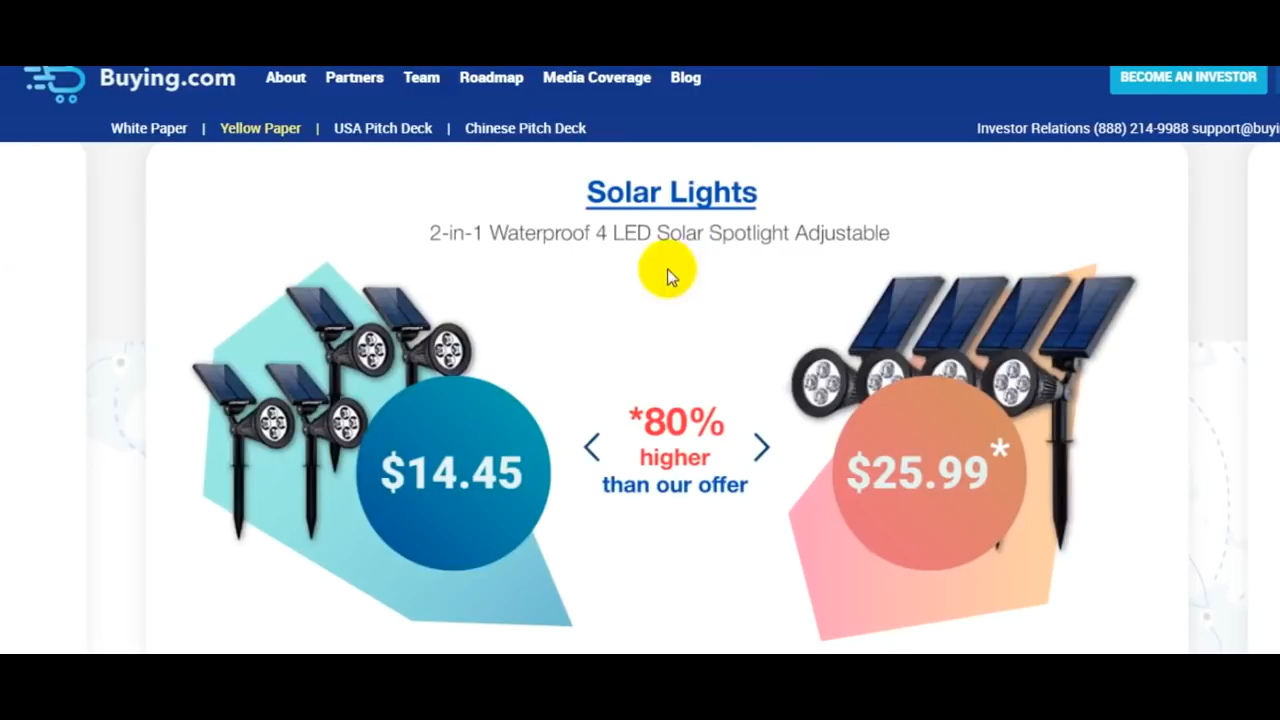 Buying.com
About Partners Team Roadmap Media Coverage Blog
BECOME AN INVESTOR
White Paper | Yellow Paper | USA Pitch Deck | Chinese Pitch Deck
Investor Relations (888) 214-9988 support@buyi
Solar Lights
2-in-1 Waterproof 4 LED Solar Spotlight Adjustable
$14.45
*80%
higher
than our offer
$25.99*